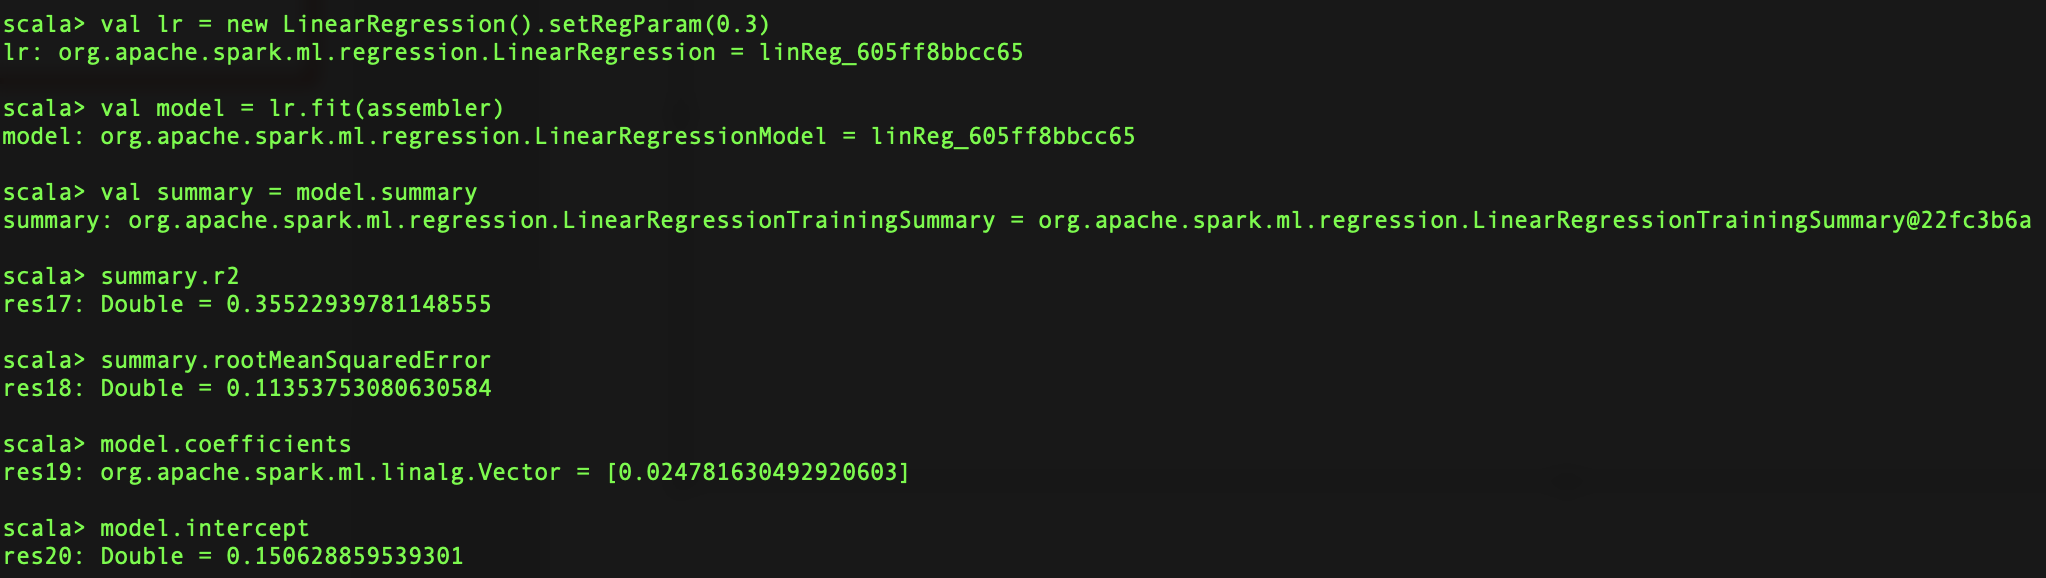 scala> val lr = new LinearRegression().setRegParam(0.3)
lr: org.apache.spark.ml.regression.LinearRegression = linReg_605ff8bbcc65
scala> val model = lr.fit(assembler)
model: org.apache.spark.ml.regression.LinearRegressionModel = linReg_605ff8bbcc65
scala> val summary = model.summary
summary: org.apache.spark.ml.regression.LinearRegressionTrainingSummary = org.apache.spark.ml.regression.LinearRegressionTrainingSummary@22fc3b6a
scala> summary.r2
res17: Double = 0.35522939781148555
scala> summary.rootMeanSquaredError
res18: Double = 0.11353753080630584
scala> model.coefficients
res19: org.apache.spark.ml.linalg.Vector = [0.024781630492920603]
scala> model.intercept
res20: Double = 0.150628859539301